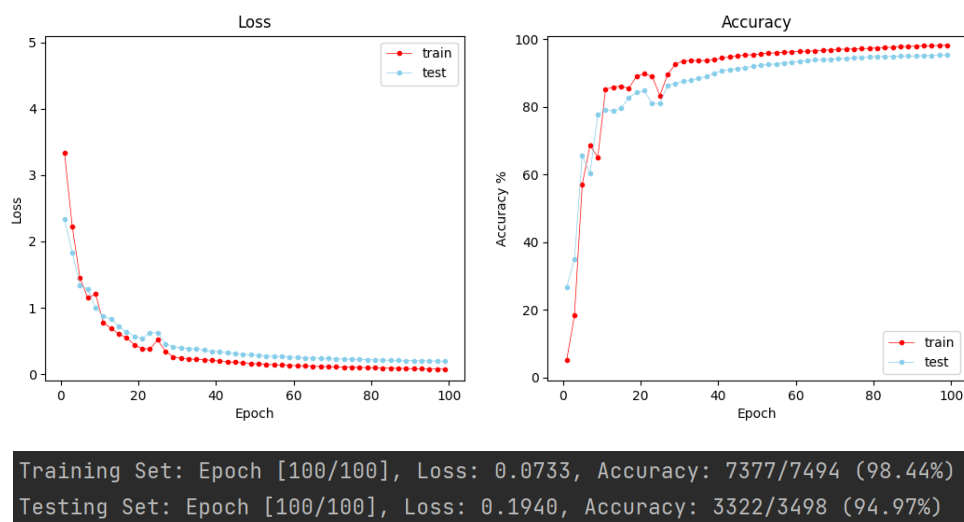 Loss
5
4
3
2
1
0
Loss
0
20
40
60
80
100
Epoch
train
test
Accuracy
100
80
60
40
20
0
Accuracy %
0
20
40
60
80
100
Epoch
train
test
Training Set: Epoch [100/100], Loss: 0.0733, Accuracy: 7377/7494 (98.44%)
Testing Set: Epoch [100/100], Loss: 0.1940, Accuracy: 3322/3498 (94.97%)